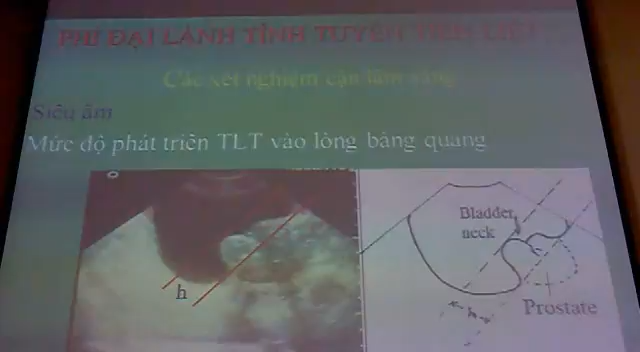 PHÌ ĐẠI LÀNH TÍNH TUYẾN TIỀN LIỆT
Các xét nghiệm cận lâm sàng
Siêu âm
Mức độ phát triển TLT vào lòng bàng quang
h
Bladder
neck
Prostate